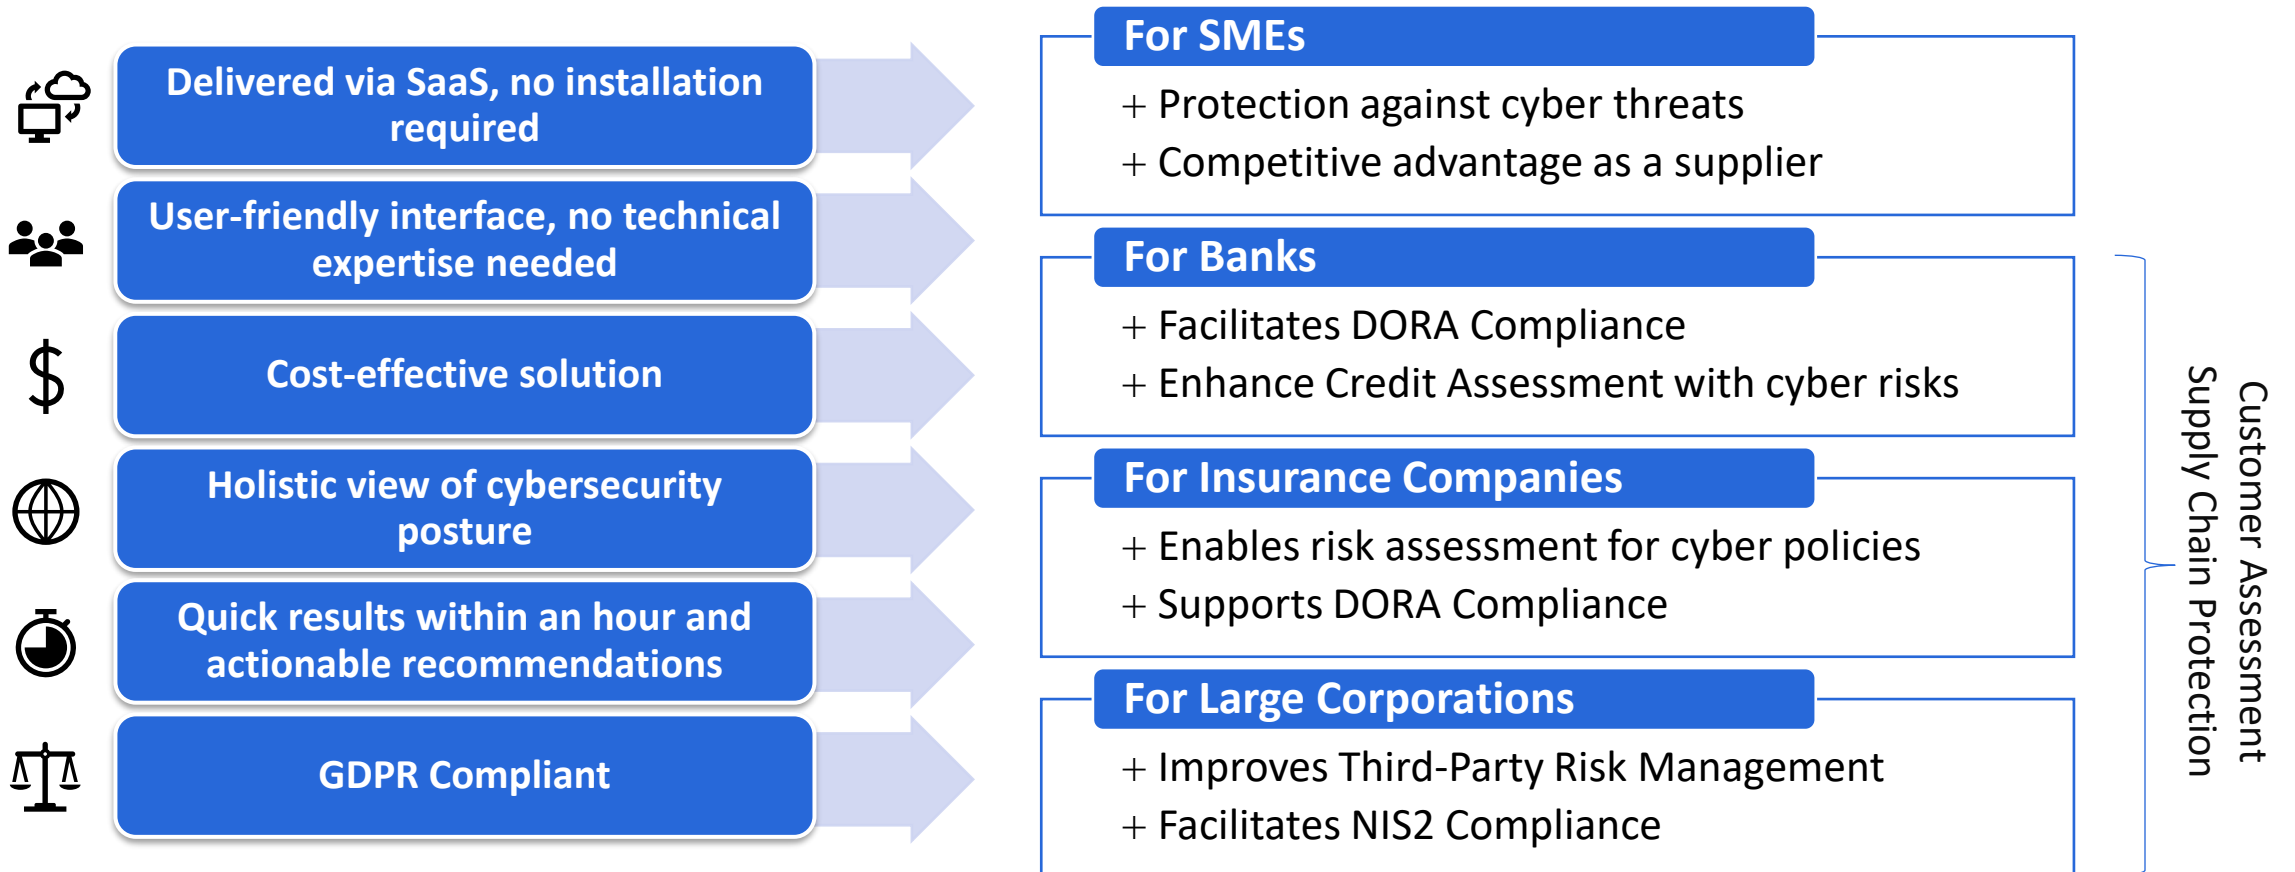 Delivered via SaaS, no installation
required
User-friendly interface, no technical
expertise needed
$
Cost-effective solution
Holistic view of cybersecurity
posture
Quick results within an hour and
actionable recommendations
GDPR Compliant
For SMEs
+ Protection against cyber threats
+ Competitive advantage as a supplier
For Banks
+ Facilitates DORA Compliance
+ Enhance Credit Assessment with cyber risks
For Insurance Companies
+ Enables risk assessment for cyber policies
+ Supports DORA Compliance
For Large Corporations
+ Improves Third-Party Risk Management
+ Facilitates NIS2 Compliance
Customer Assessment
Supply Chain Protection